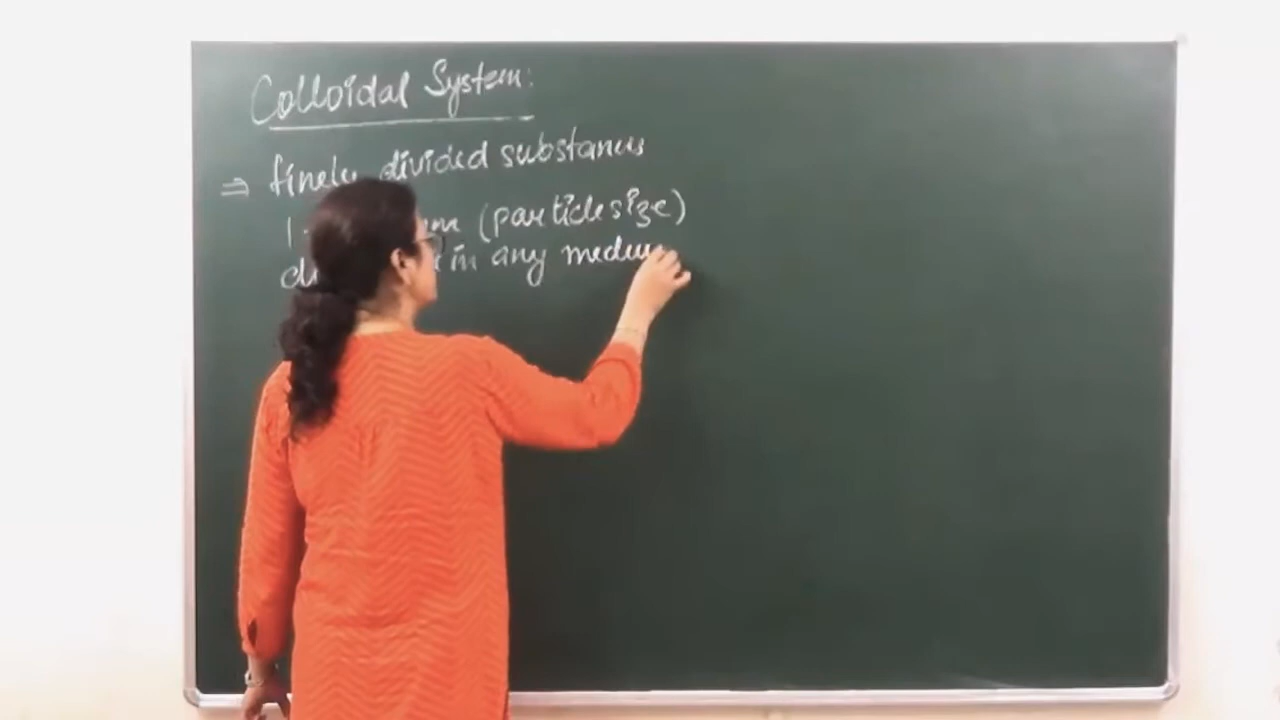 Colloidal System:
⇒ finely divided substances
(particle size)
in any medium